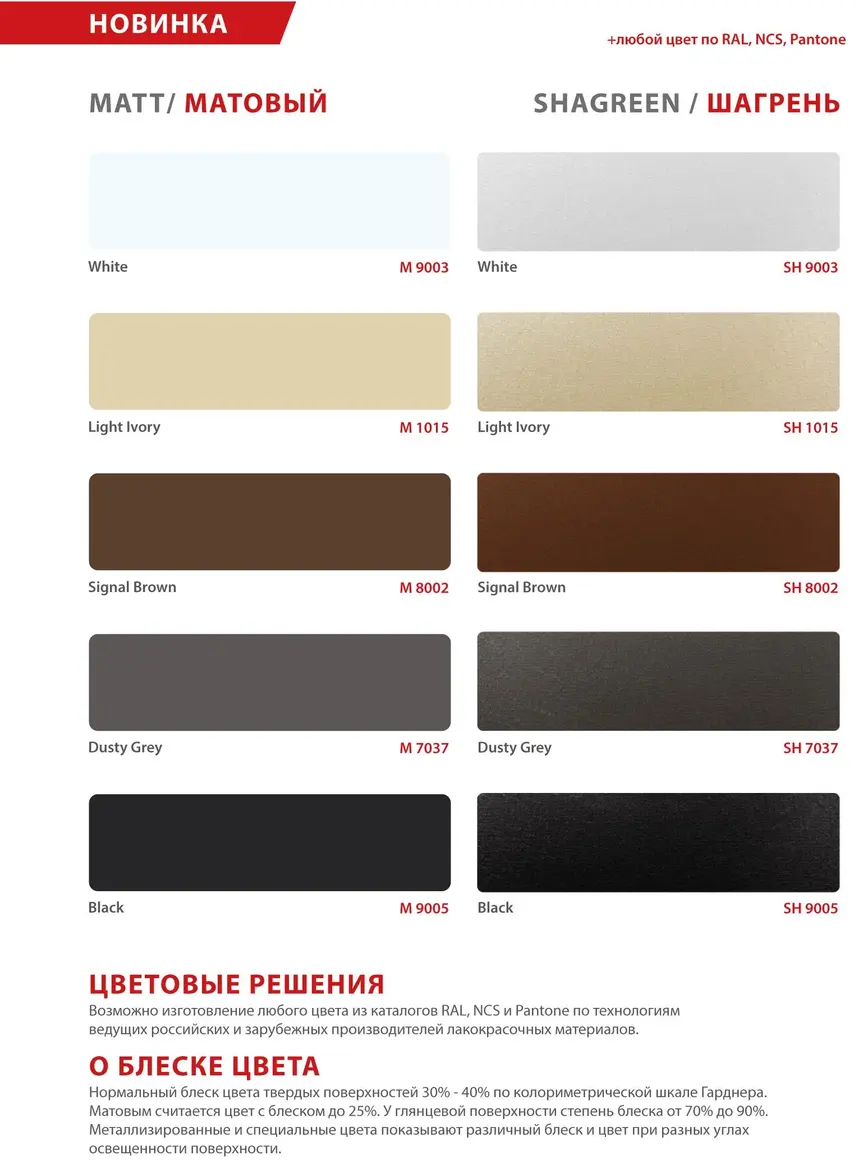 НОВИНКА
+любой цвет по RAL, NCS, Pantone
MATT/ МАТОВЫЙ
SHAGREEN / ШАГРЕНЬ
White M 9003
White SH 9003
Light Ivory M 1015
Light Ivory SH 1015
Signal Brown M 8002
Signal Brown SH 8002
Dusty Grey M 7037
Dusty Grey SH 7037
Black M 9005
Black SH 9005
ЦВЕТОВЫЕ РЕШЕНИЯ
Возможно изготовление любого цвета из каталогов RAL, NCS и Pantone по технологиям
ведущих российских и зарубежных производителей лакокрасочных материалов.
О БЛЕСКЕ ЦВЕТА
Нормальный блеск цвета твердых поверхностей 30% - 40% по колориметрической шкале Гарднера.
Матовым считается цвет с блеском до 25%. У глянцевой поверхности степень блеска от 70% до 90%.
Металлизированные и специальные цвета показывают различный блеск и цвет при разных углах
освещенности поверхности.